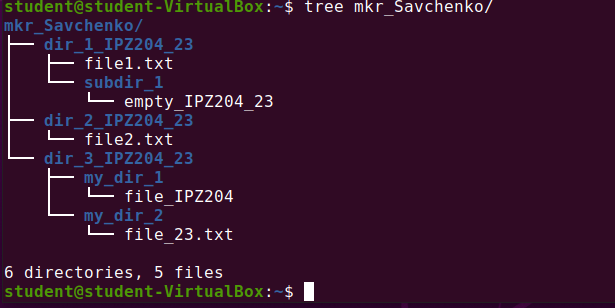 student@student-VirtualBox:~$ tree mkr_Savchenko/
mkr_Savchenko/
├── dir_1_IPZ204_23
│   ├── file1.txt
│   └── subdir_1
│       └── empty_IPZ204_23
├── dir_2_IPZ204_23
│   └── file2.txt
└── dir_3_IPZ204_23
    ├── my_dir_1
    │   └── file_IPZ204
    └── my_dir_2
        └── file_23.txt
6 directories, 5 files
student@student-VirtualBox:~$